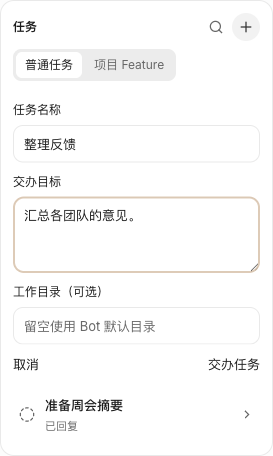 任务
普通任务 项目 Feature
任务名称
整理反馈
交办目标
汇总各团队的意见。
工作目录（可选）
留空使用 Bot 默认目录
取消 交办任务
准备周会摘要
已回复